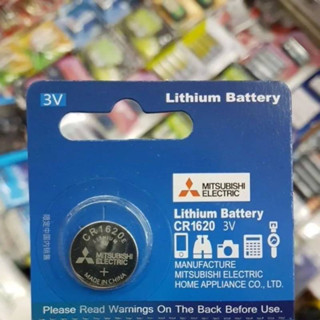 3V
Lithium Battery
MITSUBISHI
ELECTRIC
Lithium Battery
CR1620 3V
CR1620
MITSUBISHI
ELECTRIC
+
MADE IN CHINA
MANUFACTURE
MITSUBISHI ELECTRIC
HOME APPLIANCE CO., LTD.
Please Read Warnings On The Back Before Use.